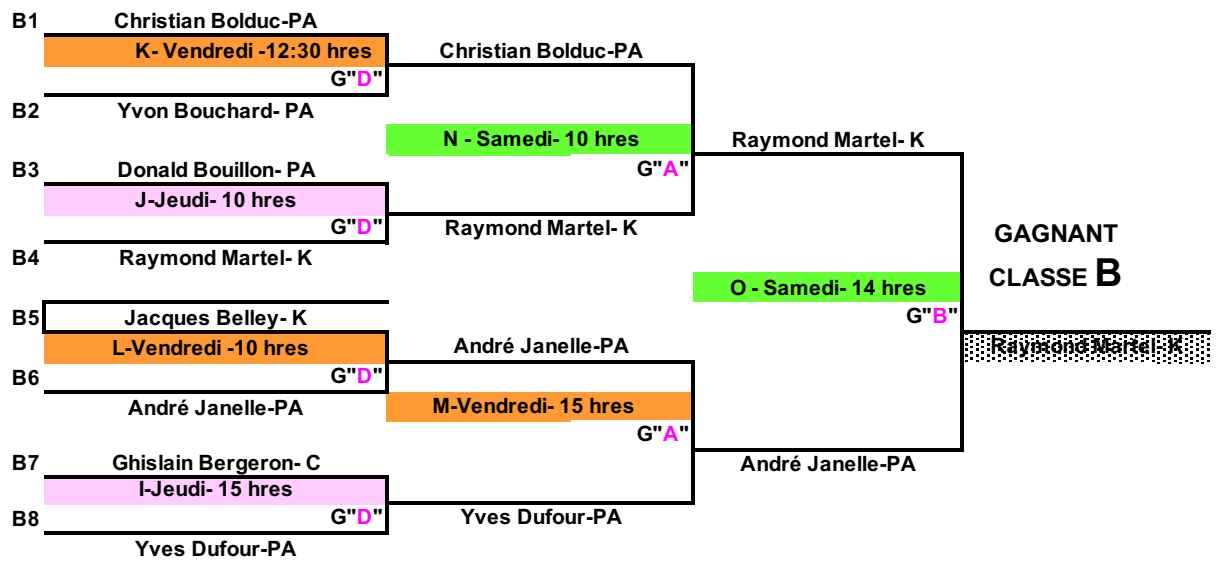 B1 Christian Bolduc-PA
K- Vendredi -12:30 hres
Christian Bolduc-PA
G"D"
B2 Yvon Bouchard- PA
N - Samedi- 10 hres
Raymond Martel- K
B3 Donald Bouillon- PA
G"A"
J-Jeudi- 10 hres
G"D"
Raymond Martel- K
B4 Raymond Martel- K
GAGNANT
CLASSE B
O - Samedi- 14 hres
B5 Jacques Belley- K
G"B"
L-Vendredi -10 hres
André Janelle-PA
Raymond Martel- K
B6
G"D"
André Janelle-PA
M-Vendredi- 15 hres
G"A"
B7 Ghislain Bergeron- C
André Janelle-PA
I-Jeudi- 15 hres
B8
G"D"
Yves Dufour-PA
Yves Dufour-PA